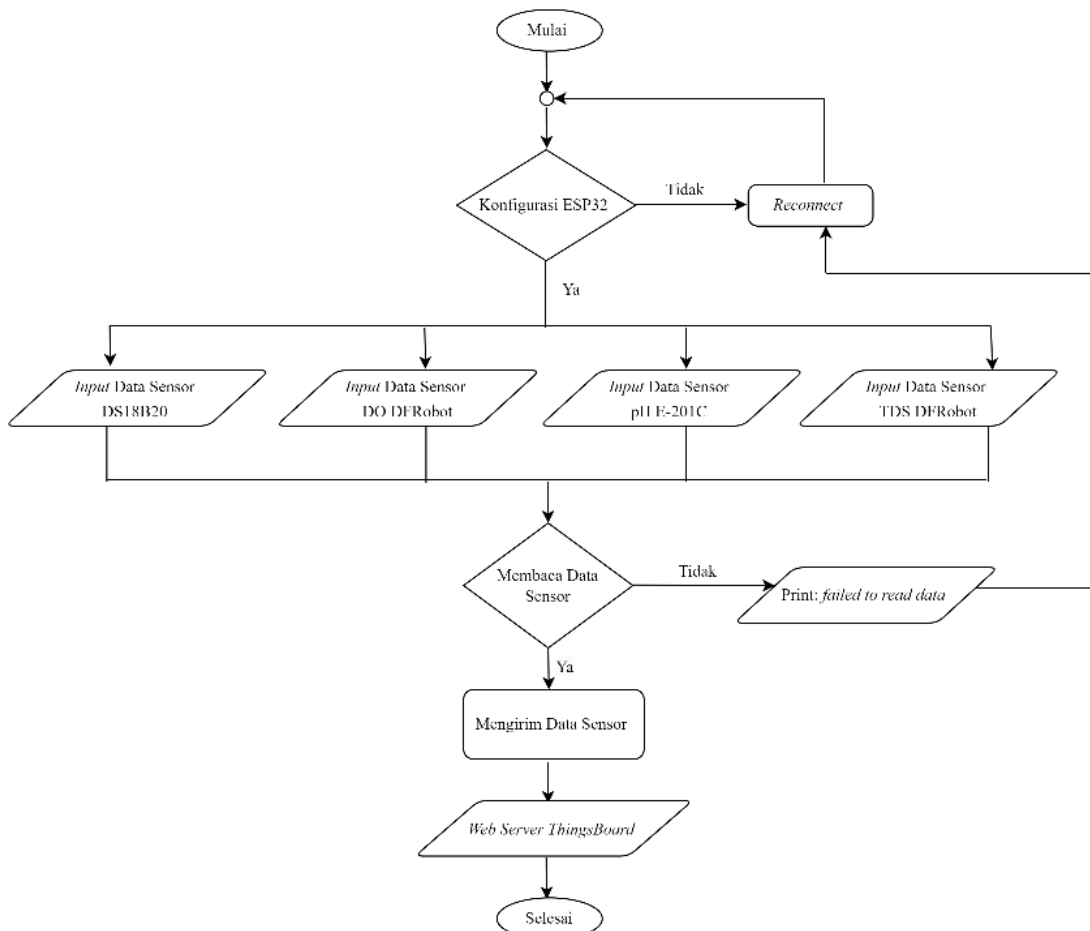 Mulai
Konfigurasi ESP32
Tidak
Reconnect
Ya
Input Data Sensor
DS18B20
Input Data Sensor
DO DFRobot
Input Data Sensor
pH E-201C
Input Data Sensor
TDS DFRobot
Membaca Data
Sensor
Tidak
Print: failed to read data
Ya
Mengirim Data Sensor
Web Server ThingsBoard
Selesai